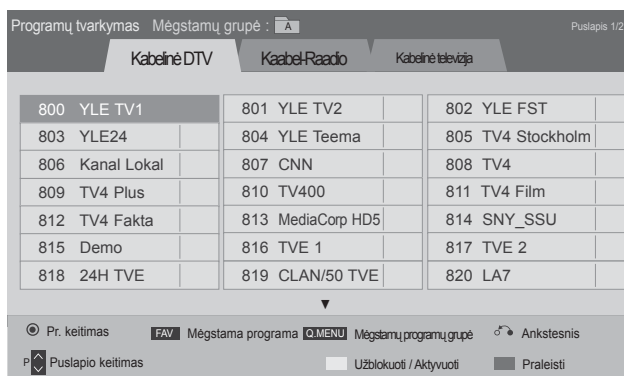 Programų tvarkymas Mėgstamų grupė : A Puslapis 1/2
Kabelinė DTV Kaabel-Raadio Kabelinė televizija
800 YLE TV1 801 YLE TV2 802 YLE FST
803 YLE24 804 YLE Teema 805 TV4 Stockholm
806 Kanal Lokal 807 CNN 808 TV4
809 TV4 Plus 810 TV400 811 TV4 Film
812 TV4 Fakta 813 MediaCorp HD5 814 SNY_SSU
815 Demo 816 TVE 1 817 TVE 2
818 24H TVE 819 CLAN/50 TVE 820 LA7
Pr. keitimas FAV Mėgstama programa Q.MENU Mėgstamų programų grupė Ankstesnis
P Puslapio keitimas Užblokuoti / Aktyvuoti Praleisti